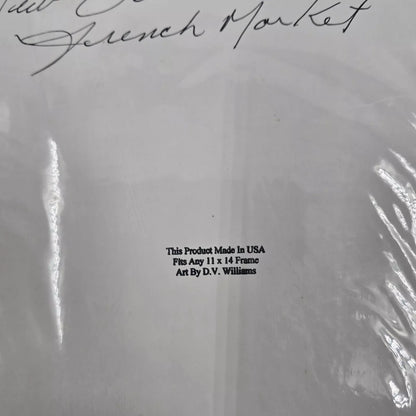 French Market
This Product Made In USA
Fits Any 11 x 14 Frame
Art By D.V. Williams